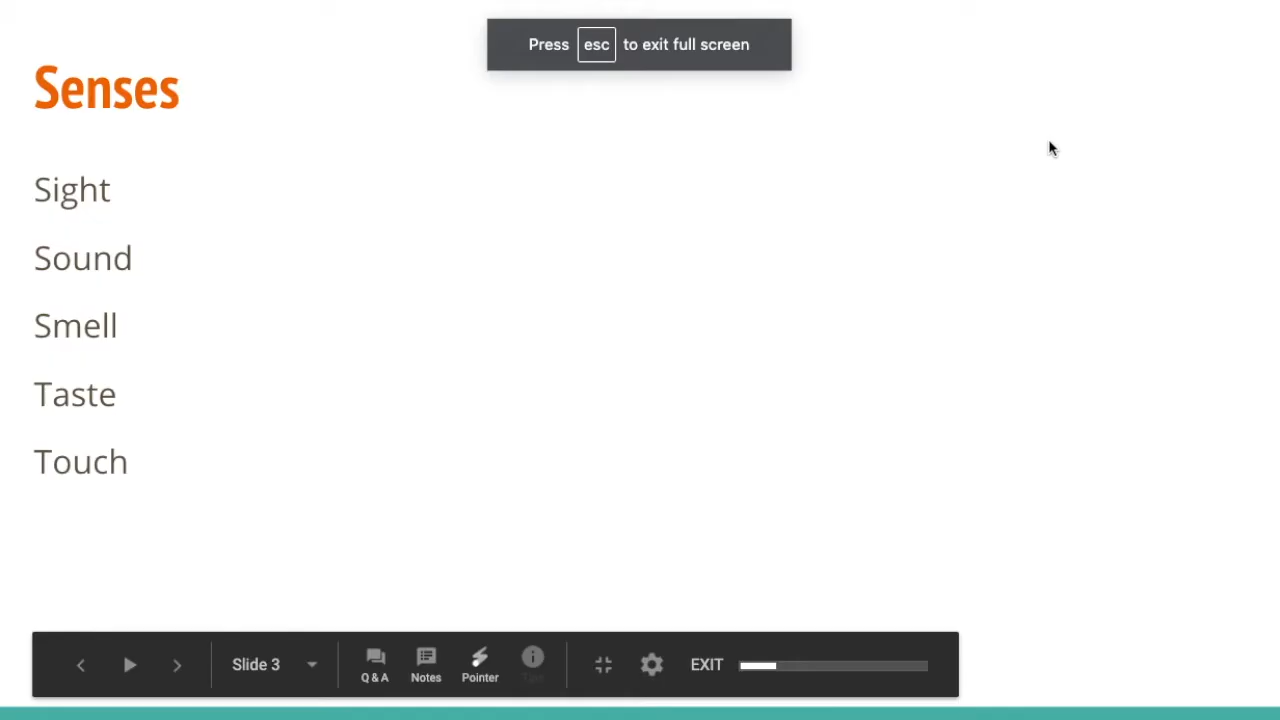 Press esc to exit full screen
Senses
Sight
Sound
Smell
Taste
Touch
Slide 3
Q & A Notes Pointer
EXIT